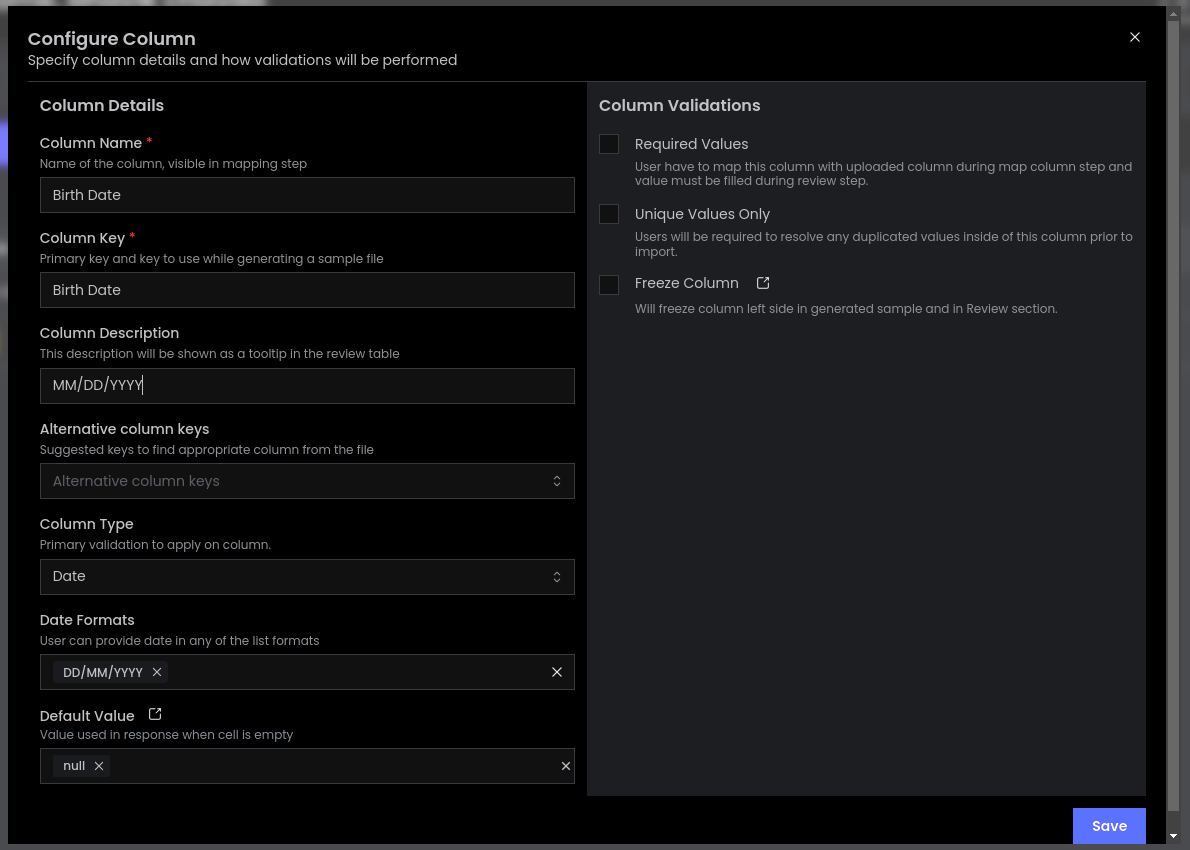 Configure Column
Specify column details and how validations will be performed
Column Details
Column Name *
Name of the column, visible in mapping step
Birth Date
Column Key *
Primary key and key to use while generating a sample file
Birth Date
Column Description
This description will be shown as a tooltip in the review table
MM/DD/YYYY
Alternative column keys
Suggested keys to find appropriate column from the file
Alternative column keys
Column Type
Primary validation to apply on column.
Date
Date Formats
User can provide date in any of the list formats
DD/MM/YYYY
Default Value
Value used in response when cell is empty
null
Column Validations
Required Values
User have to map this column with uploaded column during map column step and
value must be filled during review step.
Unique Values Only
Users will be required to resolve any duplicated values inside of this column prior to
import.
Freeze Column
Will freeze column left side in generated sample and in Review section.
Save